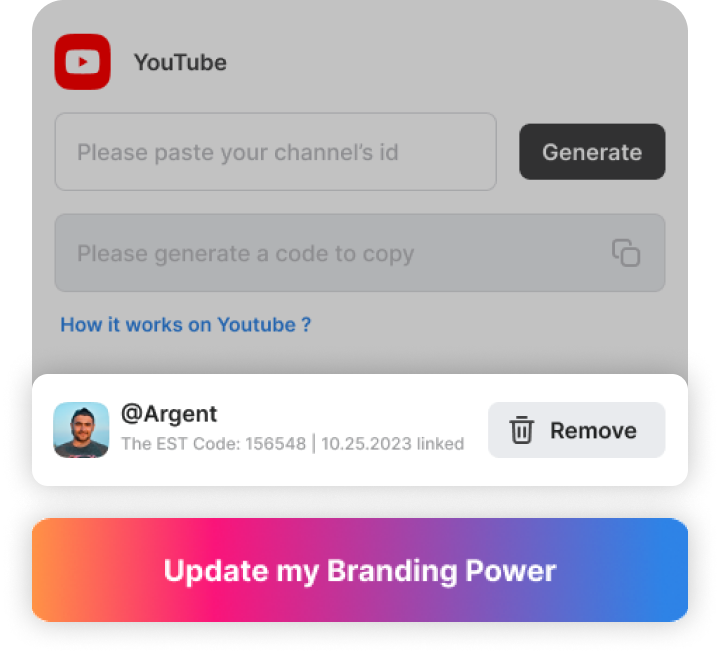 YouTube
Please paste your channel’s id
Generate
Please generate a code to copy
How it works on Youtube ?
@Argent
The EST Code: 156548 | 10.25.2023 linked
Remove
Update my Branding Power